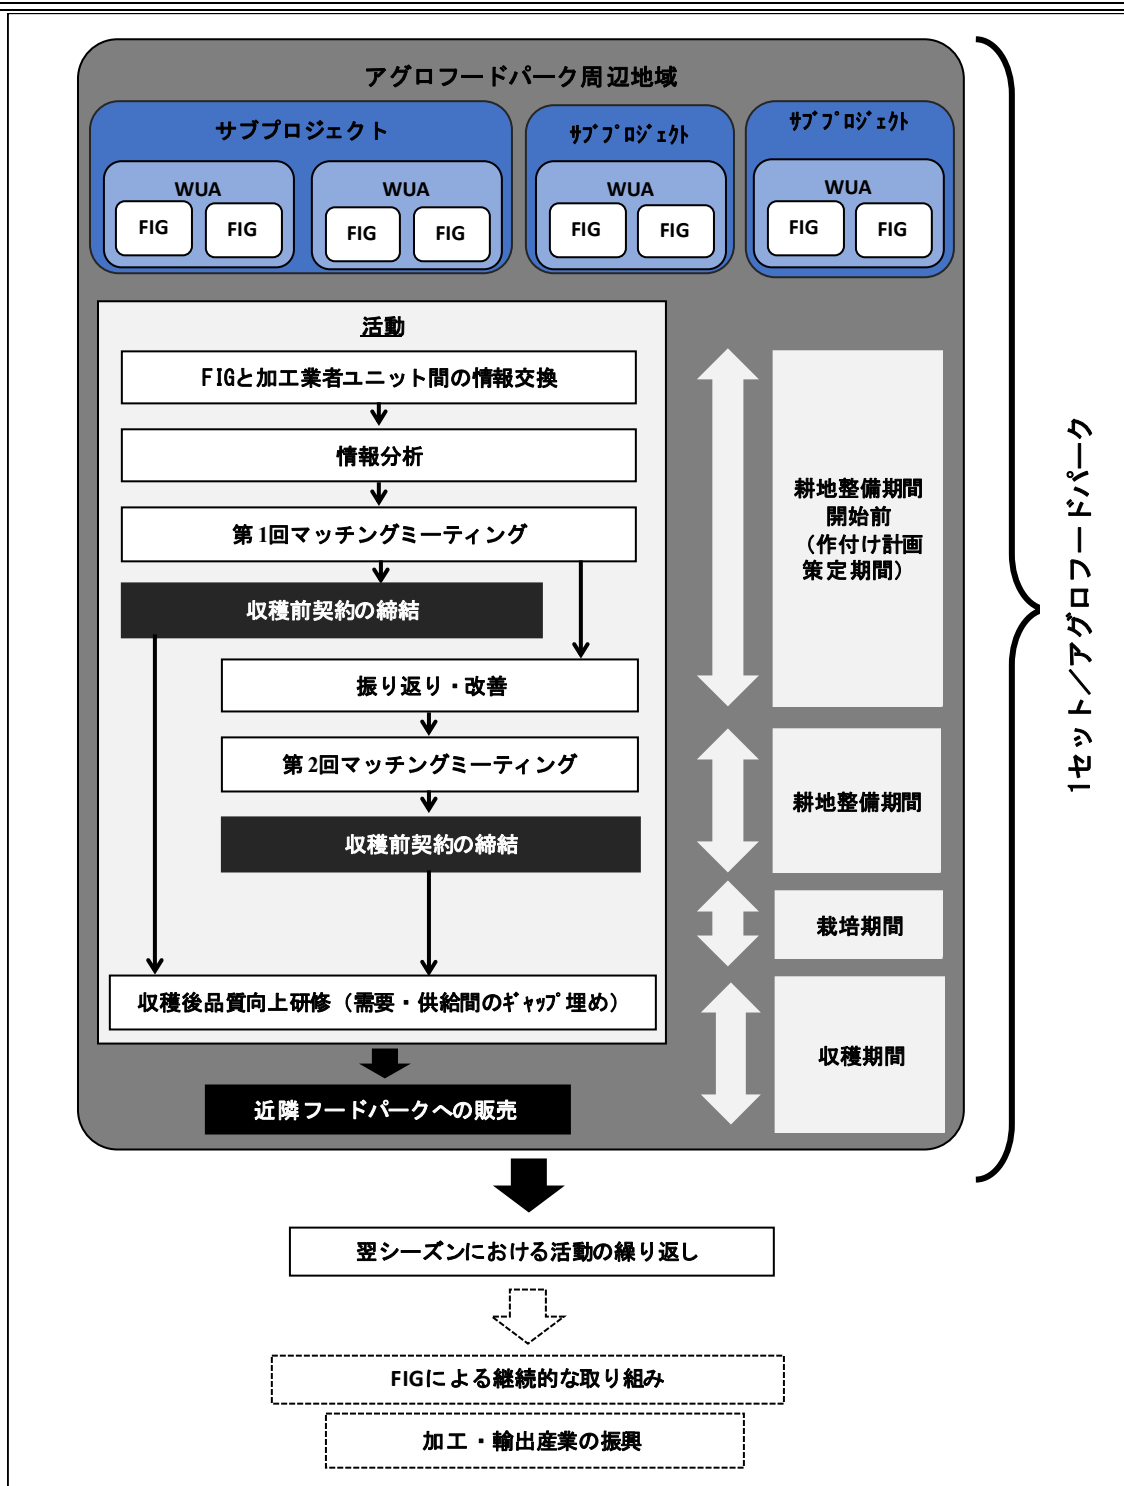 アグロフードパーク周辺地域
サブプロジェクト
ｻﾌﾞﾌﾟﾛｼﾞｪｸﾄ
ｻﾌﾞﾌﾟﾛｼﾞｪｸﾄ
WUA
WUA
WUA
WUA
FIG
FIG
FIG
FIG
FIG
FIG
FIG
FIG
活動
FIGと加工業者ユニット間の情報交換
情報分析
第1回マッチングミーティング
収穫前契約の締結
振り返り・改善
第2回マッチングミーティング
収穫前契約の締結
収穫後品質向上研修（需要・供給間のｷﾞｬｯﾌﾟ埋め）
近隣フードパークへの販売
耕地整備期間
開始前
（作付け計画
策定期間）
耕地整備期間
栽培期間
収穫期間
1セット／アグロフードパーク
翌シーズンにおける活動の繰り返し
FIGによる継続的な取り組み
加工・輸出産業の振興